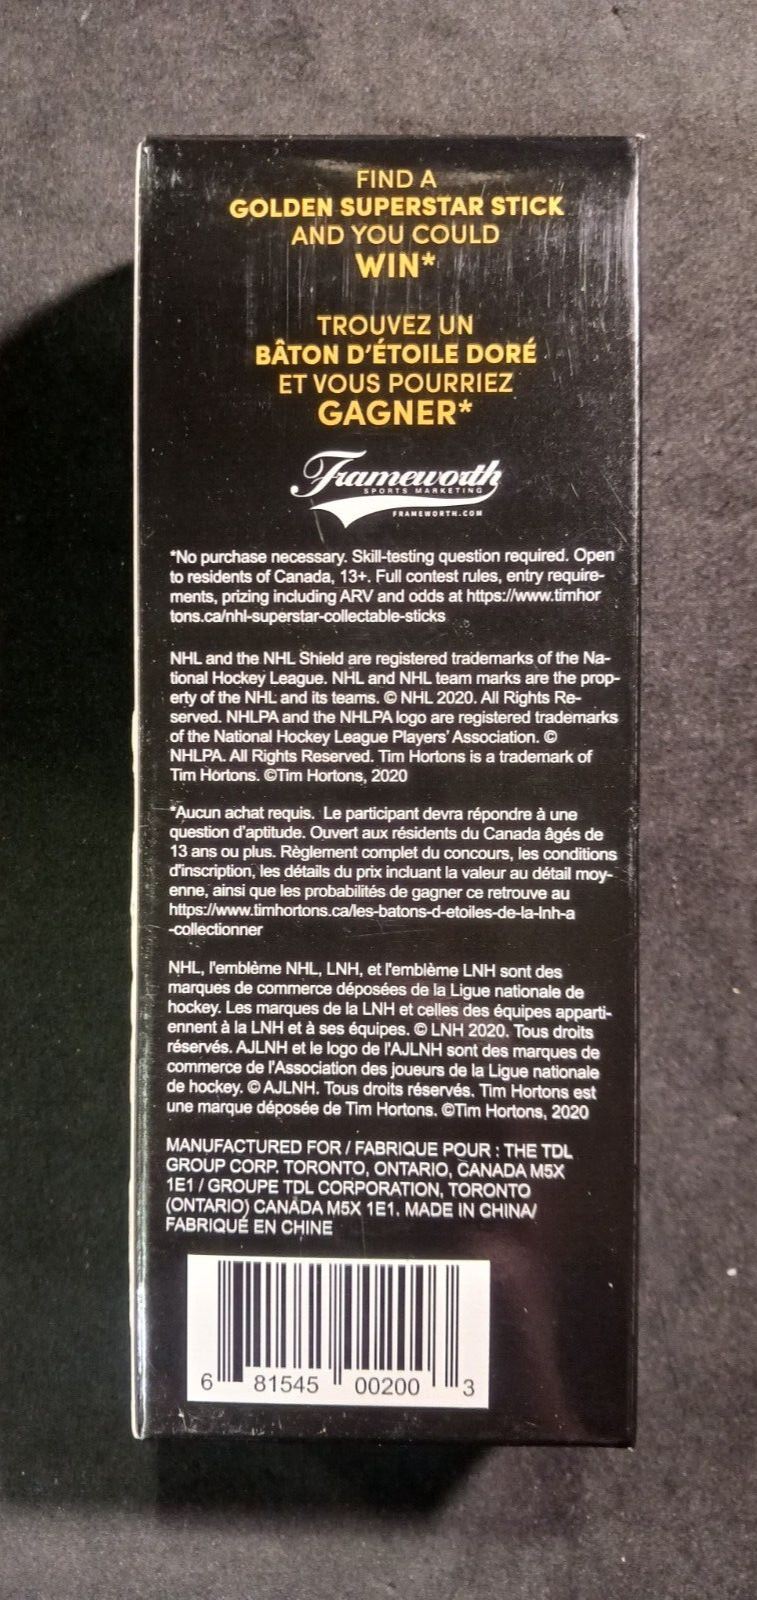 FIND A
GOLDEN SUPERSTAR STICK
AND YOU COULD
WIN*
TROUVEZ UN
BÂTON D'ÉTOILE DORÉ
ET VOUS POURRIEZ
GAGNER*
Frameworth
SPORTS MARKETING
FRAMEWORTH.COM
*No purchase necessary. Skill-testing question required. Open
to residents of Canada, 13+. Full contest rules, entry require-
ments, prizing including ARV and odds at https://www.timhor
tons.ca/nhl-superstar-collectable-sticks
NHL and the NHL Shield are registered trademarks of the Na-
tional Hockey League. NHL and NHL team marks are the prop-
erty of the NHL and its teams. © NHL 2020. All Rights Re-
served. NHLPA and the NHLPA logo are registered trademarks
of the National Hockey League Players' Association. ©
NHLPA. All Rights Reserved. Tim Hortons is a trademark of
Tim Hortons. ©Tim Hortons, 2020
*Aucun achat requis. Le participant devra répondre à une
question d'aptitude. Ouvert aux résidents du Canada âgés de
13 ans ou plus. Règlement complet du concours, les conditions
d'inscription, les détails du prix incluant la valeur au détail moy-
enne, ainsi que les probabilités de gagner ce retrouve au
https://www.timhortons.ca/les-batons-d-etoiles-de-la-lnh-a
-collectionner
NHL, l'emblème NHL, LNH, et l'emblème LNH sont des
marques de commerce déposées de la Ligue nationale de
hockey. Les marques de la LNH et celles des équipes apparti-
ennent à la LNH et à ses équipes. © LNH 2020. Tous droits
réservés. AJLNH et le logo de l'AJLNH sont des marques de
commerce de l'Association des joueurs de la Ligue nationale
de hockey. © AJLNH. Tous droits réservés. Tim Hortons est
une marque déposée de Tim Hortons. ©Tim Hortons, 2020
MANUFACTURED FOR / FABRIQUE POUR : THE TDL
GROUP CORP. TORONTO, ONTARIO, CANADA M5X
1E1 / GROUPE TDL CORPORATION, TORONTO
(ONTARIO) CANADA M5X 1E1. MADE IN CHINA/
FABRIQUÉ EN CHINE
6 81545 00200 3